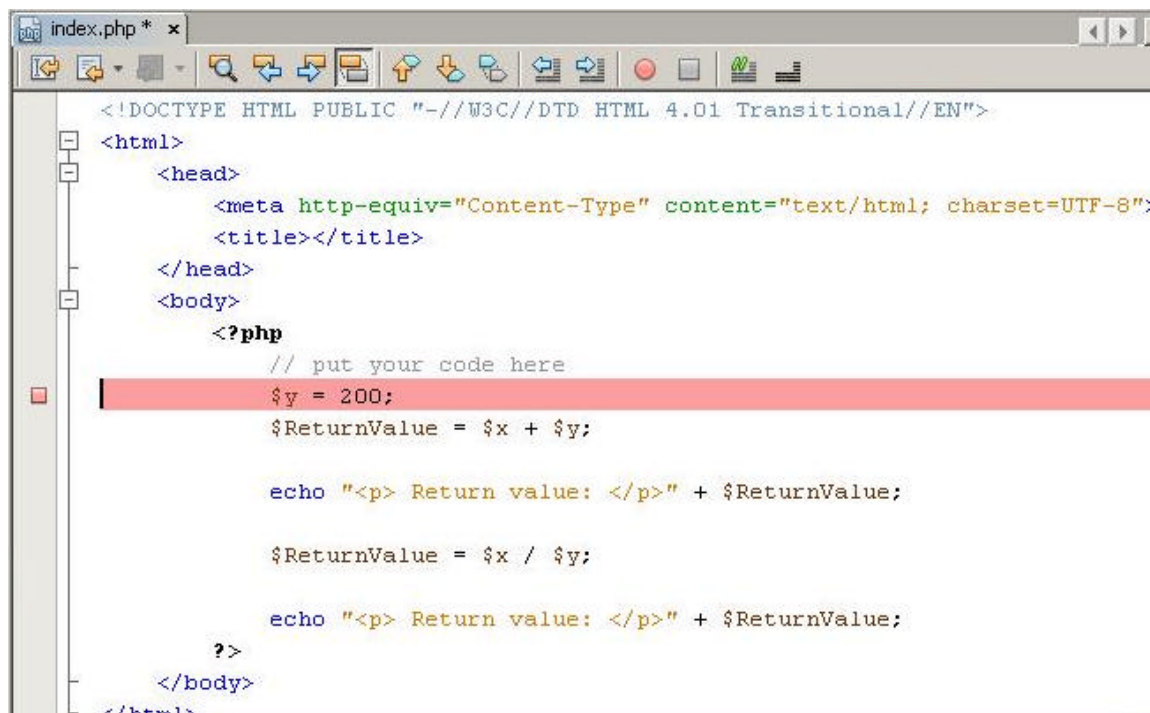 index.php *
<!DOCTYPE HTML PUBLIC "-//W3C//DTD HTML 4.01 Transitional//EN">
<html>
<head>
<meta http-equiv="Content-Type" content="text/html; charset=UTF-8">
<title></title>
</head>
<body>
<?php
// put your code here
$y = 200;
$ReturnValue = $x + $y;
echo "<p> Return value: </p>" + $ReturnValue;
$ReturnValue = $x / $y;
echo "<p> Return value: </p>" + $ReturnValue;
?>
</body>
</html>